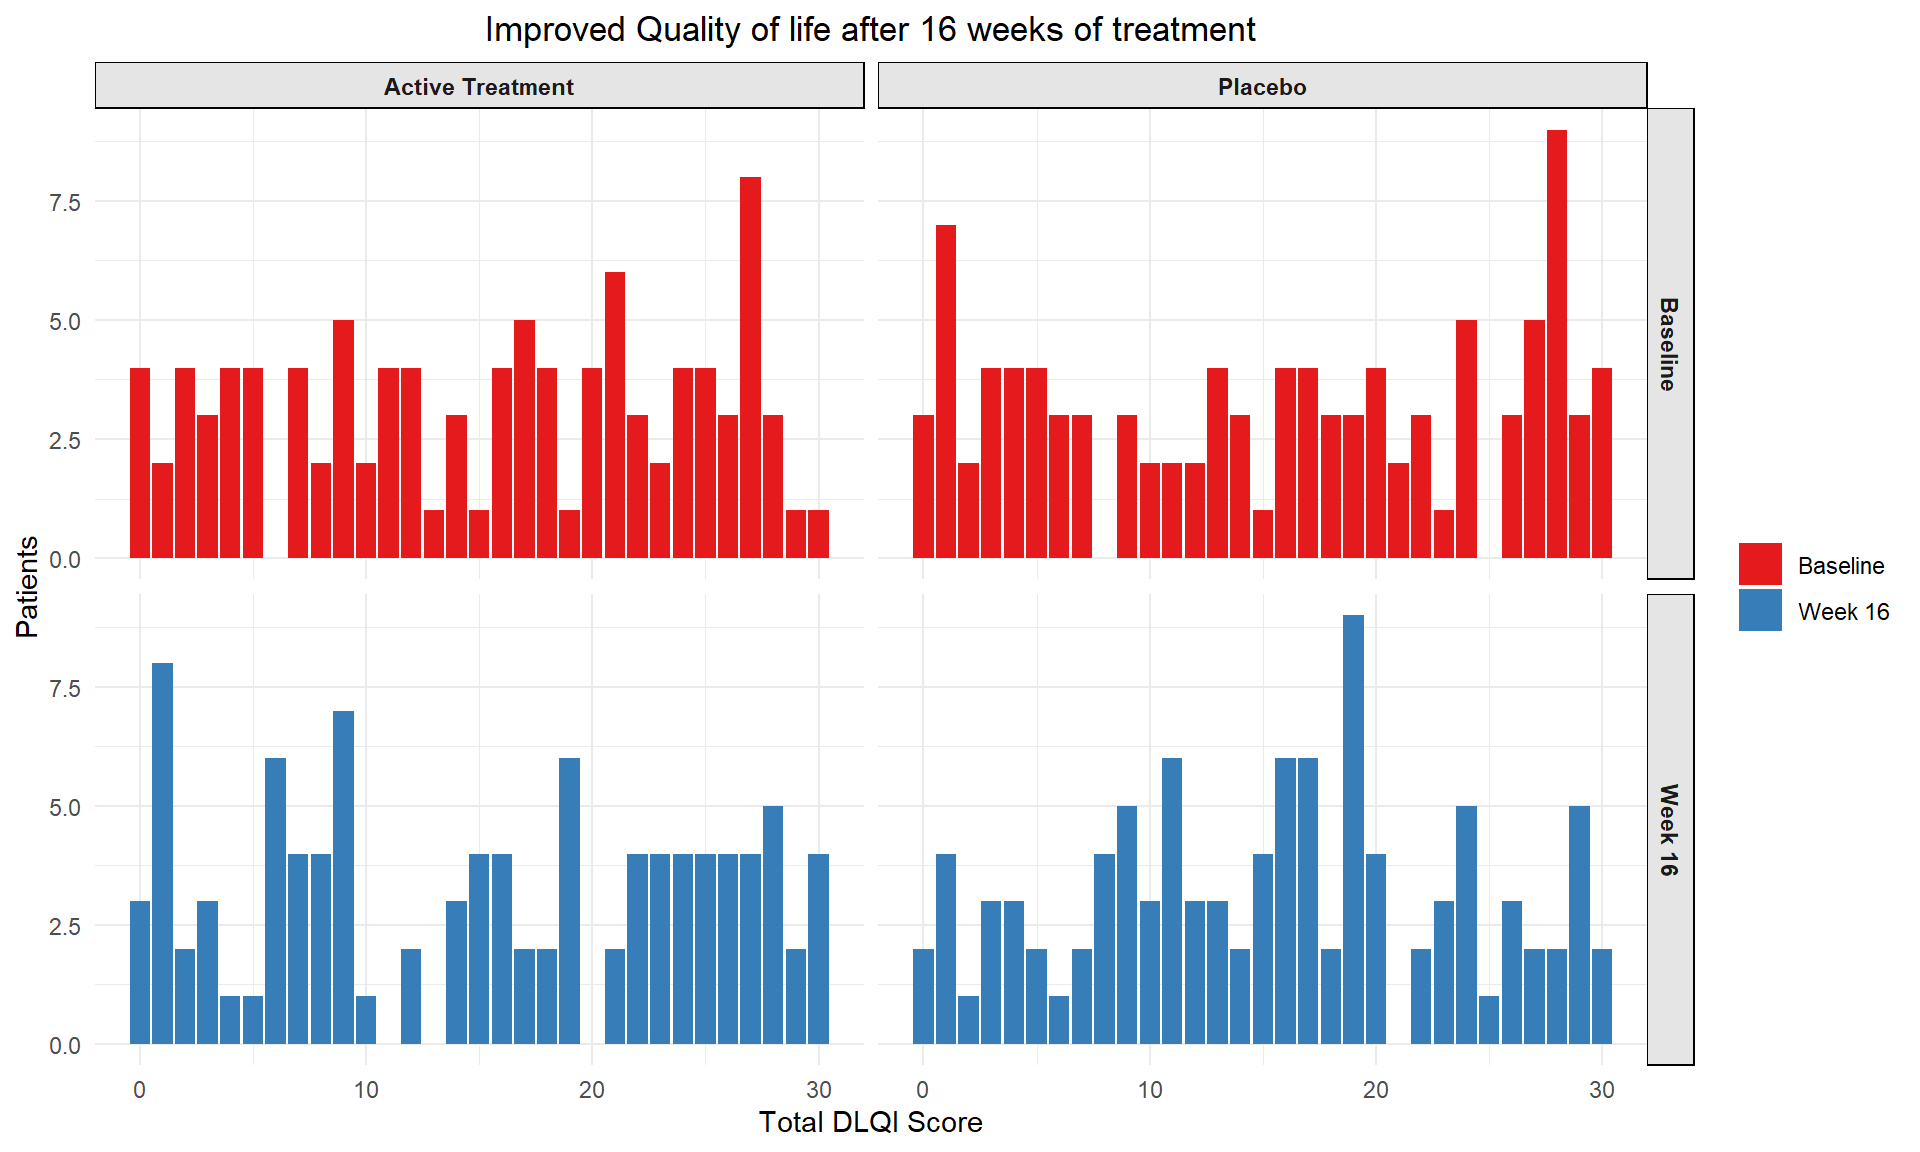 Improved Quality of life after 16 weeks of treatment
Active Treatment
Placebo
7.5
5.0
2.5
0.0
Baseline
Patients
7.5
5.0
2.5
0.0
Week 16
0 10 20 30
0 10 20 30
Total DLQI Score
Baseline
Week 16